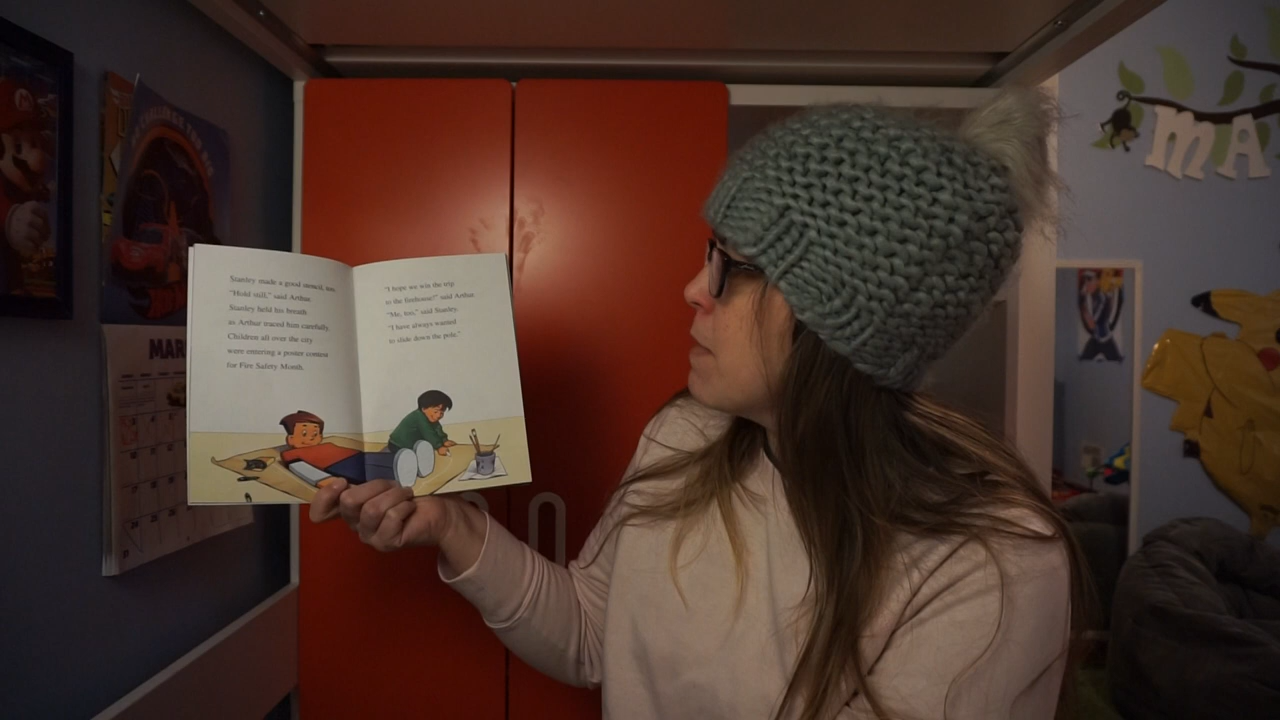 Stanley made a good stencil, too.
"Hold still," said Arthur.
Stanley held his breath
as Arthur traced him carefully.
Children all over the city
were entering a poster contest
for Fire Safety Month.
"I hope we win the trip
to the firehouse!" said Arthur.
"Me, too," said Stanley.
"I have always wanted
to slide down the pole."
MAR
MA
M